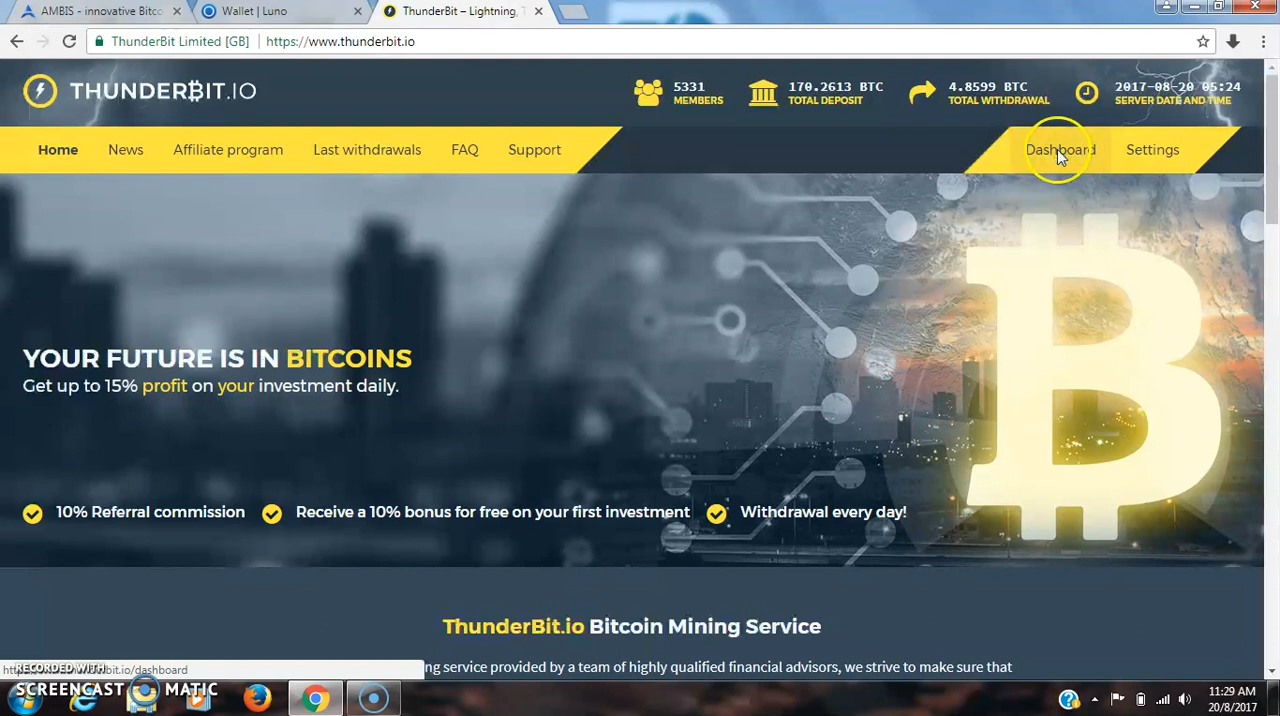 AMBIS - innovative Bitco
Wallet | Luno
ThunderBit – Lightning, T
ThunderBit Limited [GB]
https://www.thunderbit.io
THUNDERBIT.IO
5331
MEMBERS
170.2613 BTC
TOTAL DEPOSIT
4.8599 BTC
TOTAL WITHDRAWAL
2017-08-20 05:24
SERVER DATE AND TIME
Home
News
Affiliate program
Last withdrawals
FAQ
Support
Dashboard
Settings
YOUR FUTURE IS IN BITCOINS
Get up to 15% profit on your investment daily.
10% Referral commission
Receive a 10% bonus for free on your first investment
Withdrawal every day!
ThunderBit.io Bitcoin Mining Service
ng service provided by a team of highly qualified financial advisors, we strive to make sure that
RECORDED WITH
SCREENCAST MATIC
11:29 AM
20/8/2017